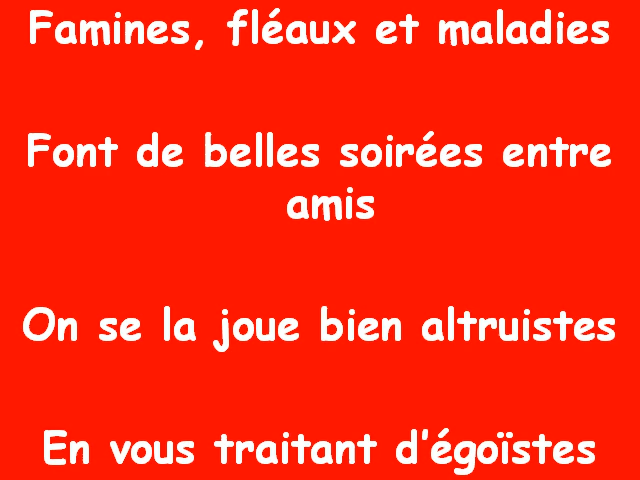 Famines, fléaux et maladies
Font de belles soirées entre
amis
On se la joue bien altruistes
En vous traitant d'égoïstes